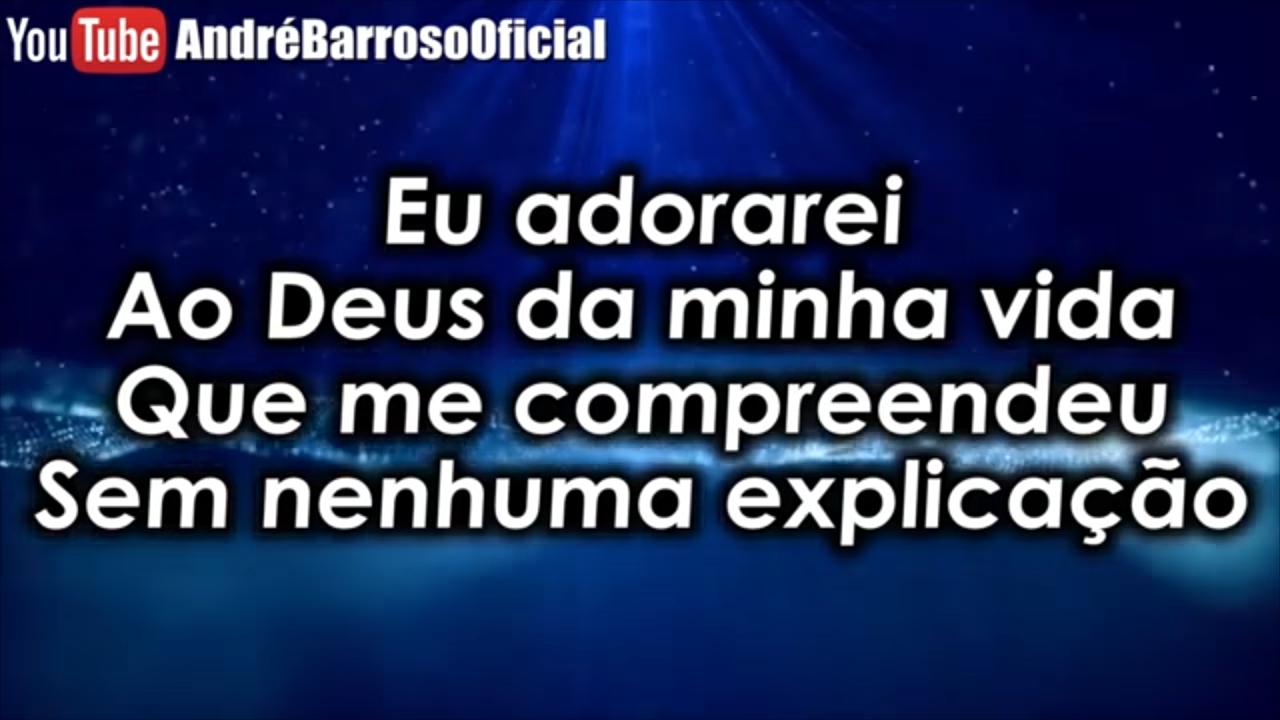 YouTube AndréBarrosoOficial
Eu adorarei
Ao Deus da minha vida
Que me compreendeu
Sem nenhuma explicação